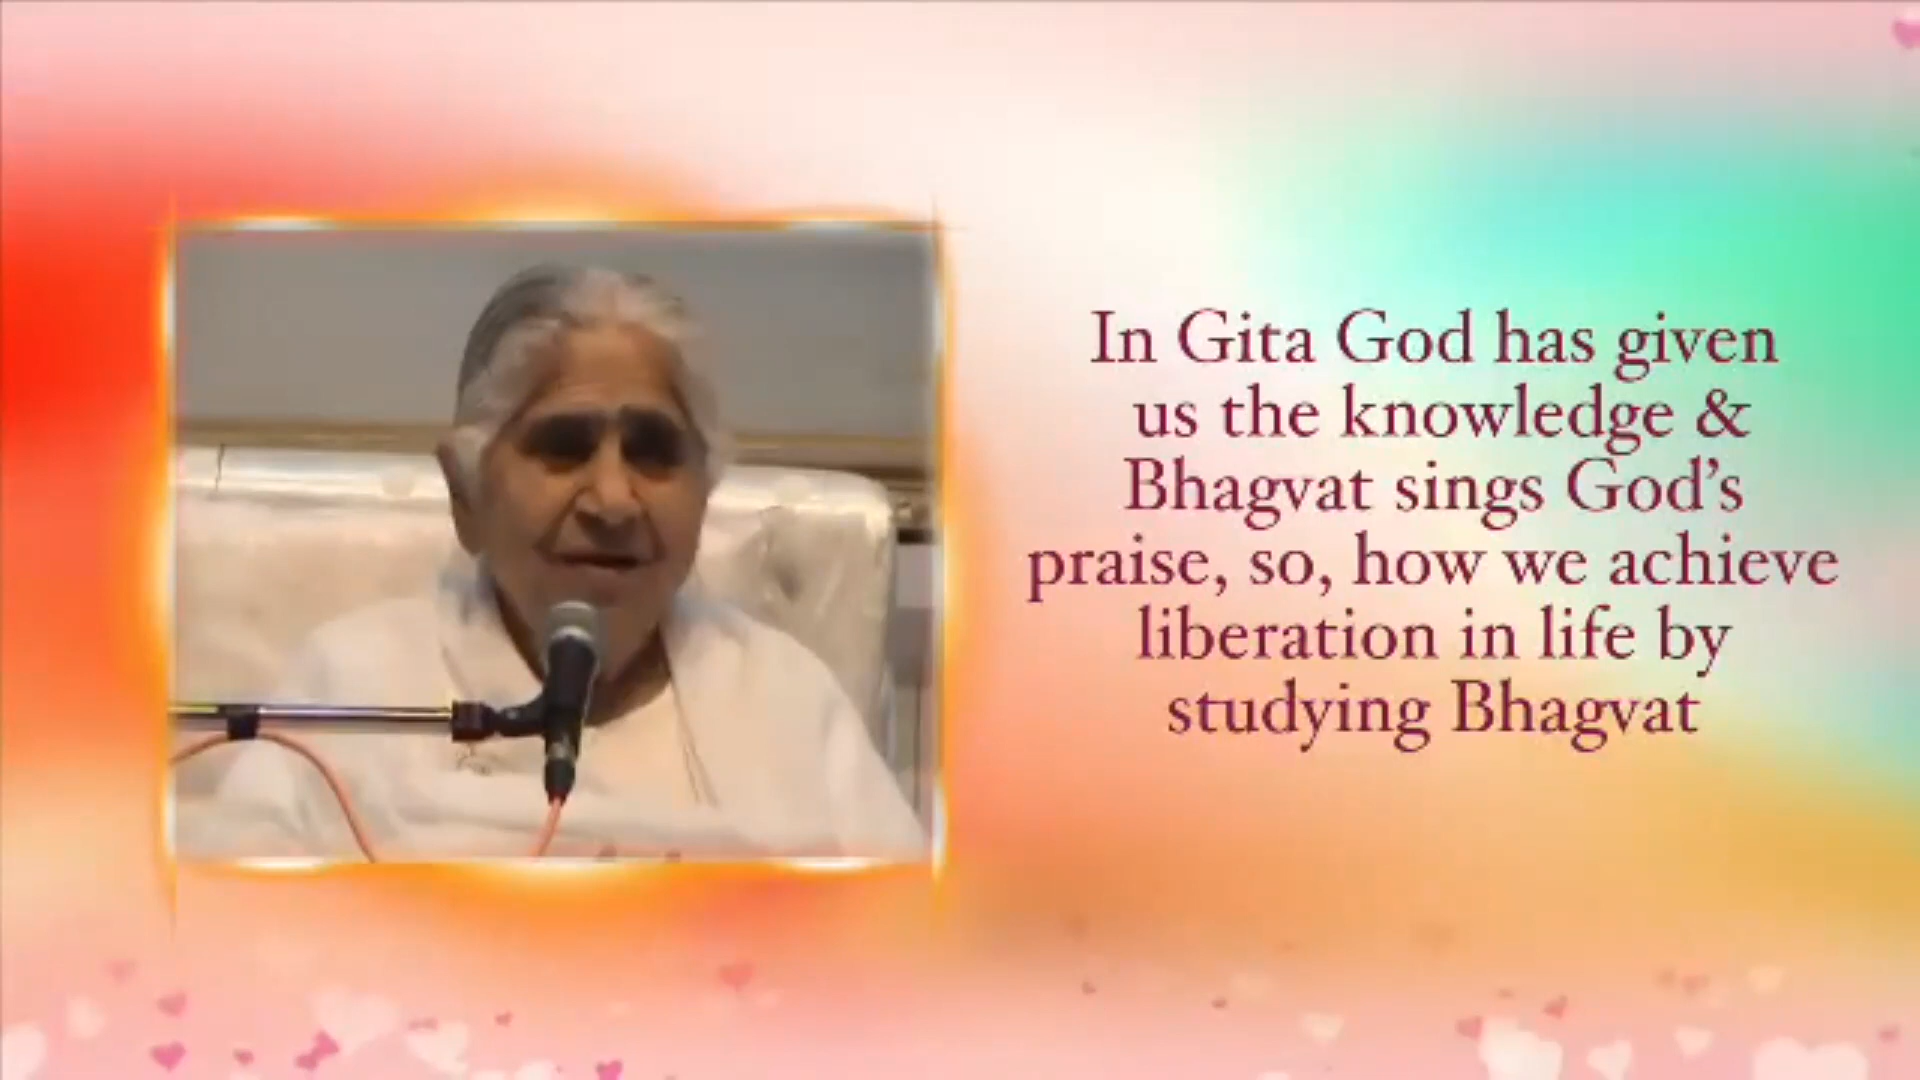 In Gita God has given
us the knowledge &
Bhagvat sings God’s
praise, so, how we achieve
liberation in life by
studying Bhagvat